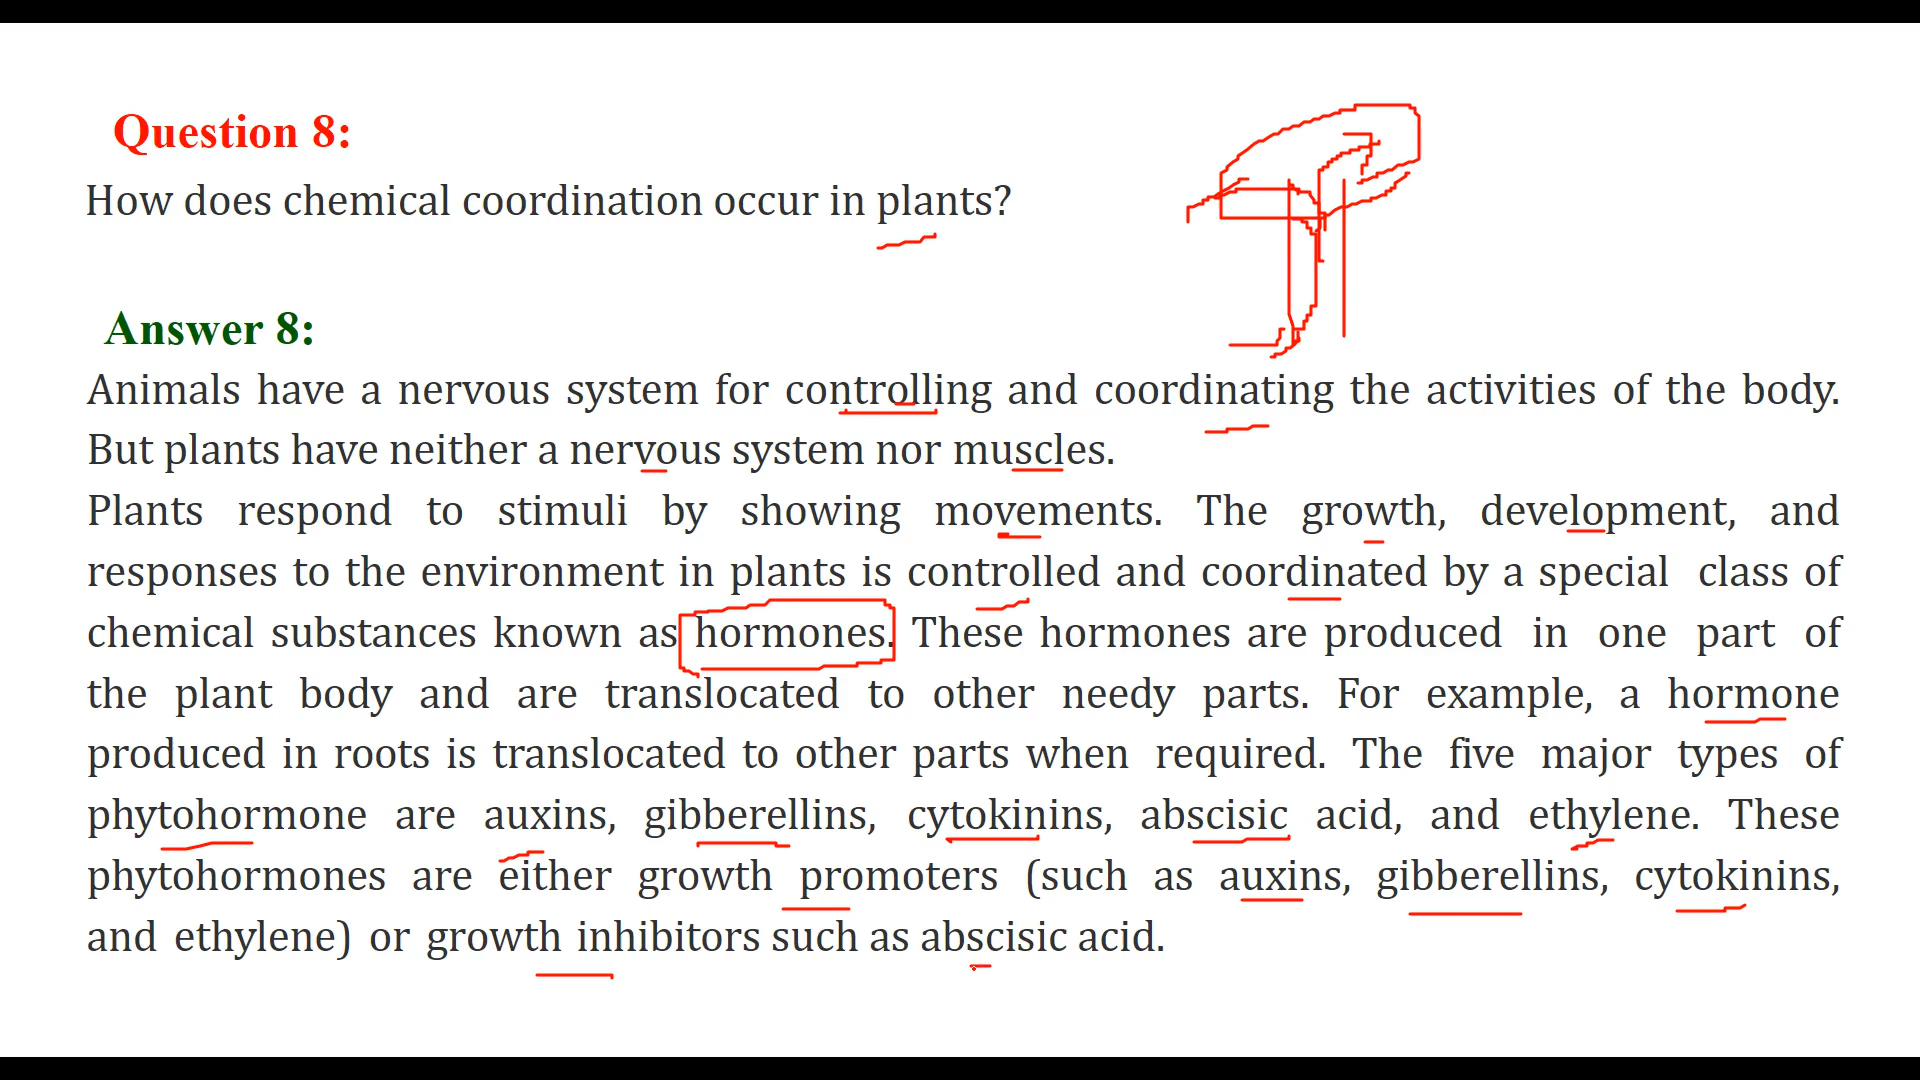 Question 8:
How does chemical coordination occur in plants?
Answer 8:
Animals have a nervous system for controlling and coordinating the activities of the body.
But plants have neither a nervous system nor muscles.
Plants respond to stimuli by showing movements. The growth, development, and
responses to the environment in plants is controlled and coordinated by a special class of
chemical substances known as hormones. These hormones are produced in one part of
the plant body and are translocated to other needy parts. For example, a hormone
produced in roots is translocated to other parts when required. The five major types of
phytohormone are auxins, gibberellins, cytokinins, abscisic acid, and ethylene. These
phytohormones are either growth promoters (such as auxins, gibberellins, cytokinins,
and ethylene) or growth inhibitors such as abscisic acid.